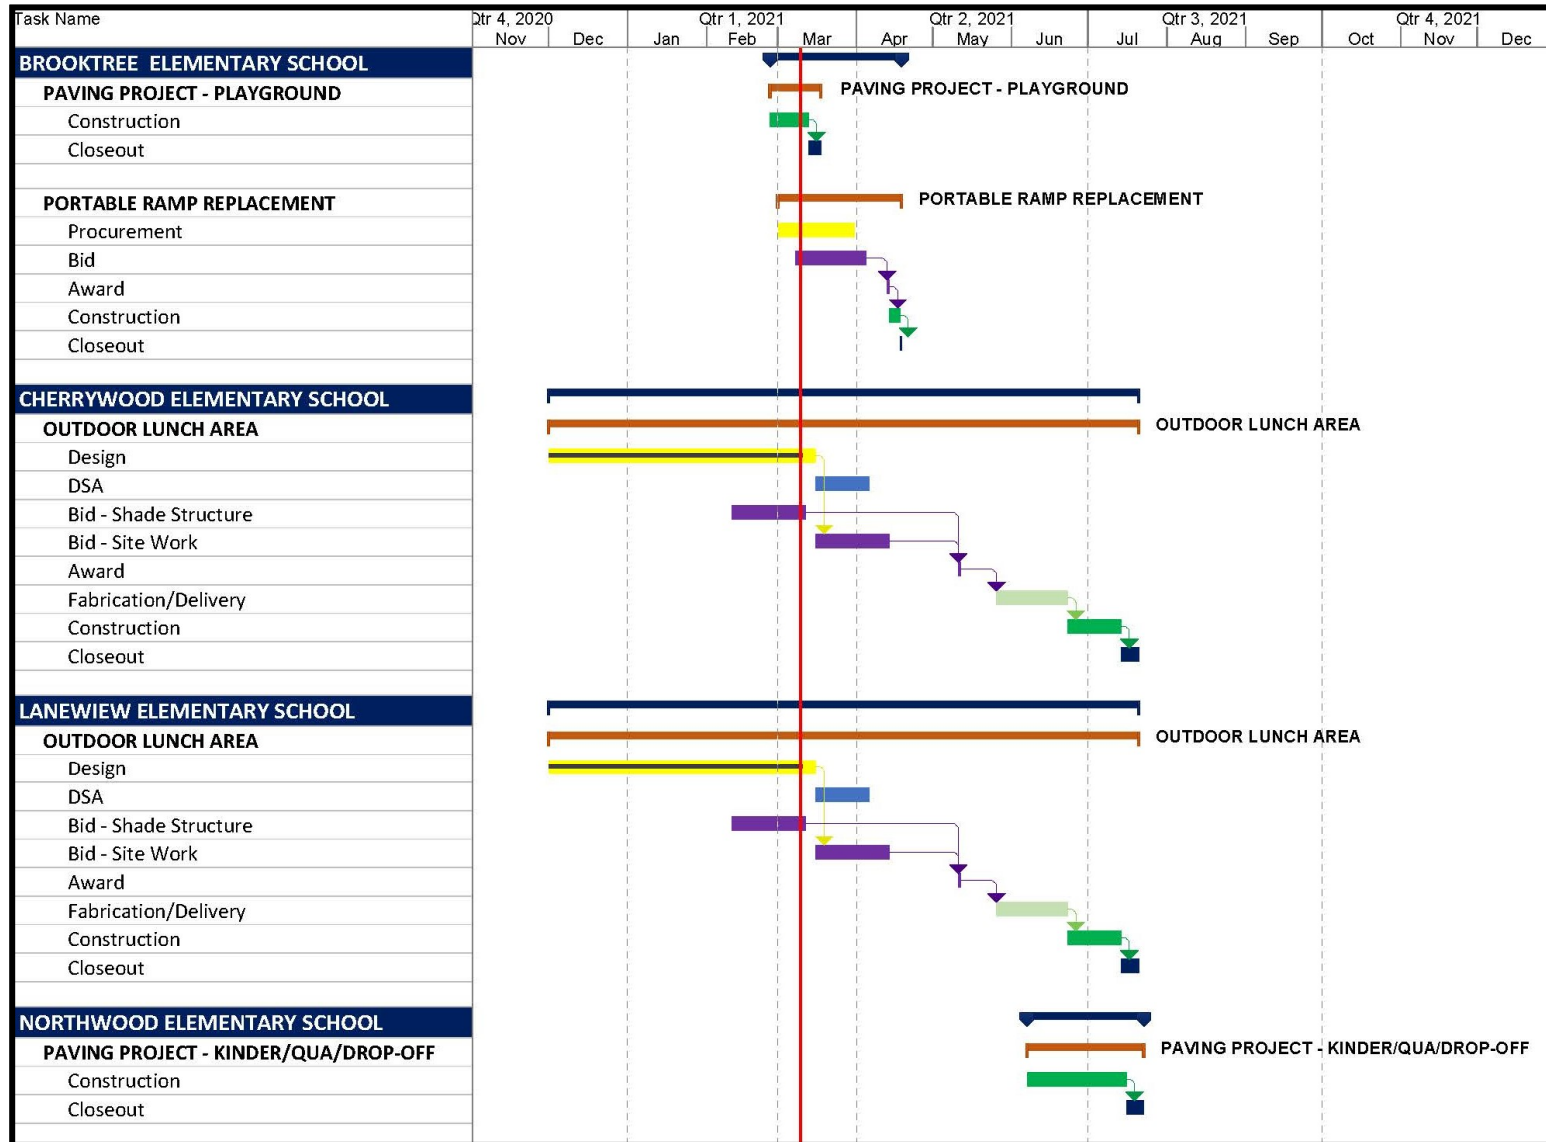 Task Name Qtr 4, 2020 Qtr 1, 2021 Qtr 2, 2021 Qtr 3, 2021 Qtr 4, 2021
Nov Dec Jan Feb Mar Apr May Jun Jul Aug Sep Oct Nov Dec
BROOKTREE ELEMENTARY SCHOOL
PAVING PROJECT - PLAYGROUND PAVING PROJECT - PLAYGROUND
Construction
Closeout
PORTABLE RAMP REPLACEMENT PORTABLE RAMP REPLACEMENT
Procurement
Bid
Award
Construction
Closeout
CHERRYWOOD ELEMENTARY SCHOOL
OUTDOOR LUNCH AREA OUTDOOR LUNCH AREA
Design
DSA
Bid - Shade Structure
Bid - Site Work
Award
Fabrication/Delivery
Construction
Closeout
LANEWIEW ELEMENTARY SCHOOL
OUTDOOR LUNCH AREA OUTDOOR LUNCH AREA
Design
DSA
Bid - Shade Structure
Bid - Site Work
Award
Fabrication/Delivery
Construction
Closeout
NORTHWOOD ELEMENTARY SCHOOL
PAVING PROJECT - KINDER/QUA/DROP-OFF PAVING PROJECT - KINDER/QUA/DROP-OFF
Construction
Closeout